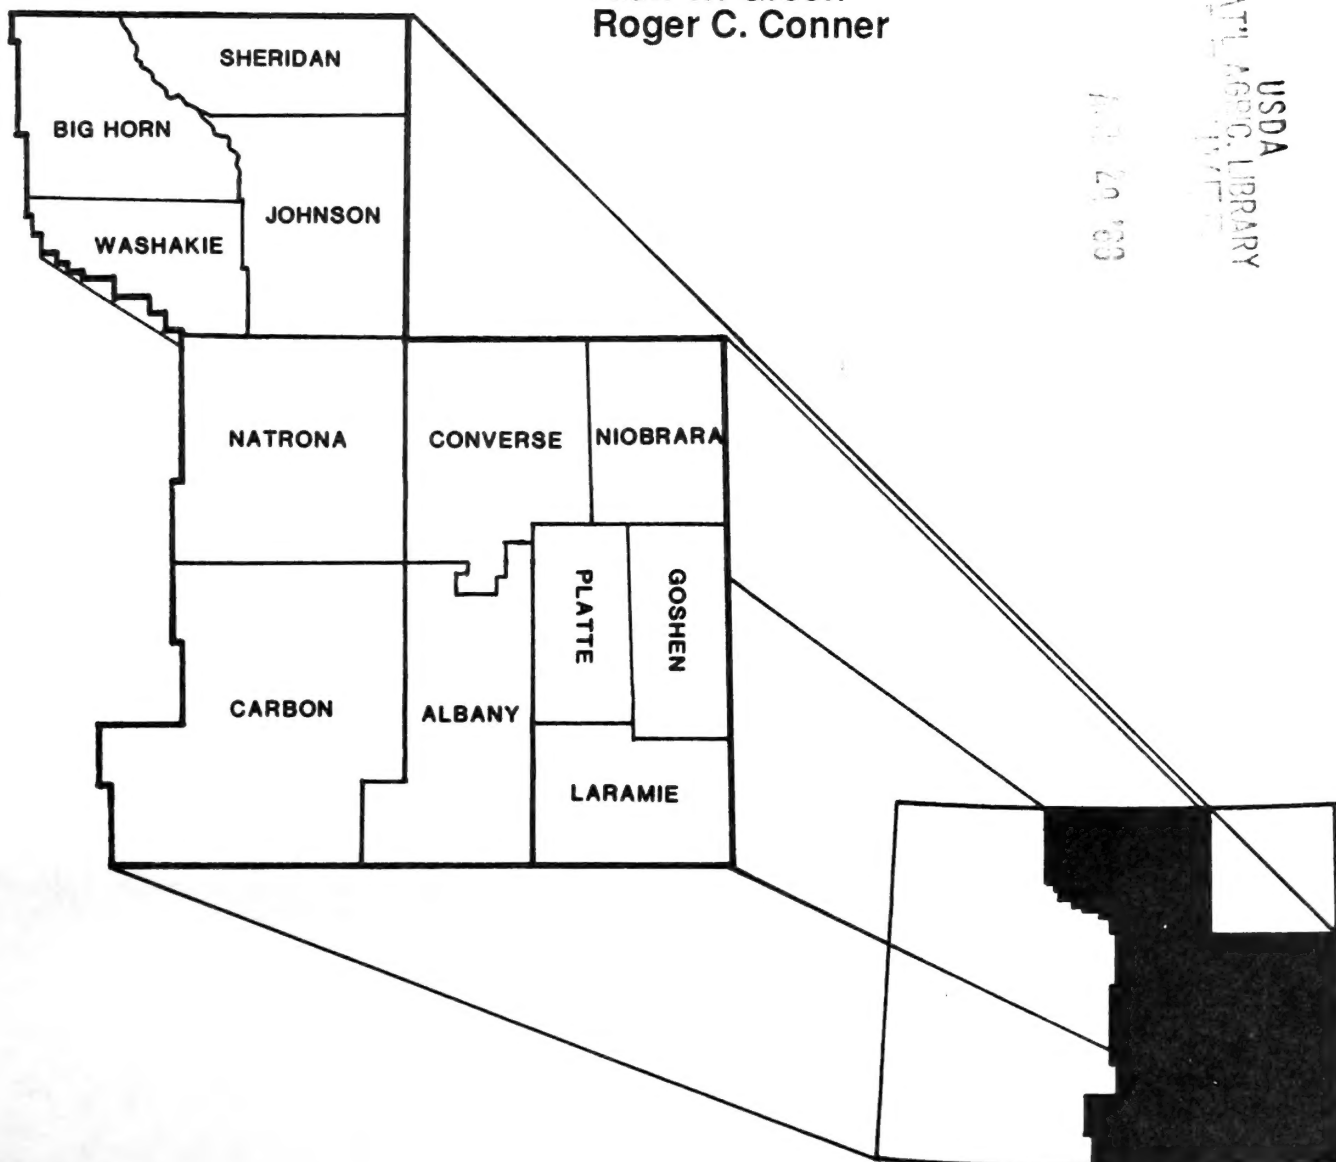 Roger C. Conner
USDA
AGRIC. LIBRARY
SHERIDAN
BIG HORN
JOHNSON
WASHAKIE
NATRONA
CONVERSE
NIOBRARA
PLATTE
GOSHEN
CARBON
ALBANY
LARAMIE